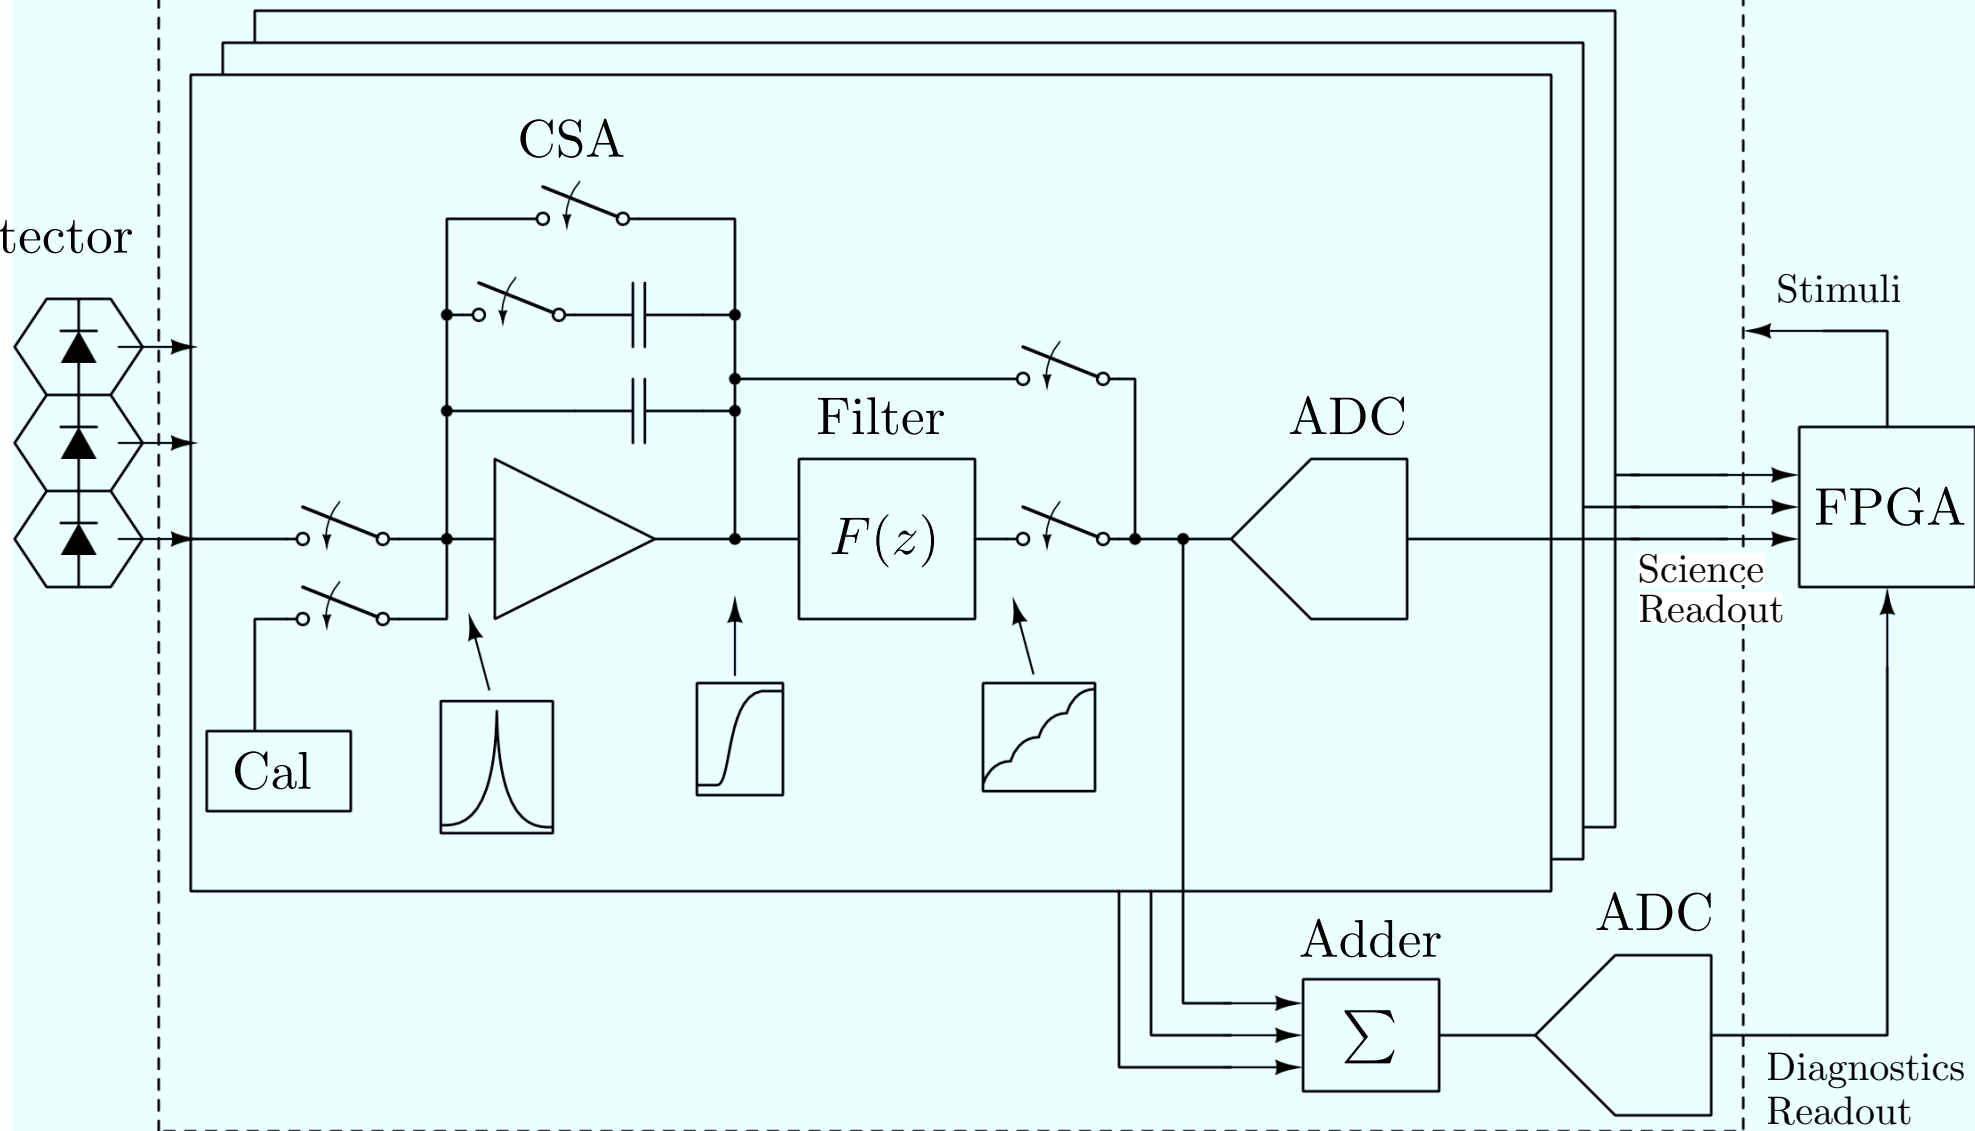 CSA
tector
Stimuli
Filter
ADC
F(z)
FPGA
Science
Readout
Cal
ADC
Adder
∑
Diagnostics
Readout